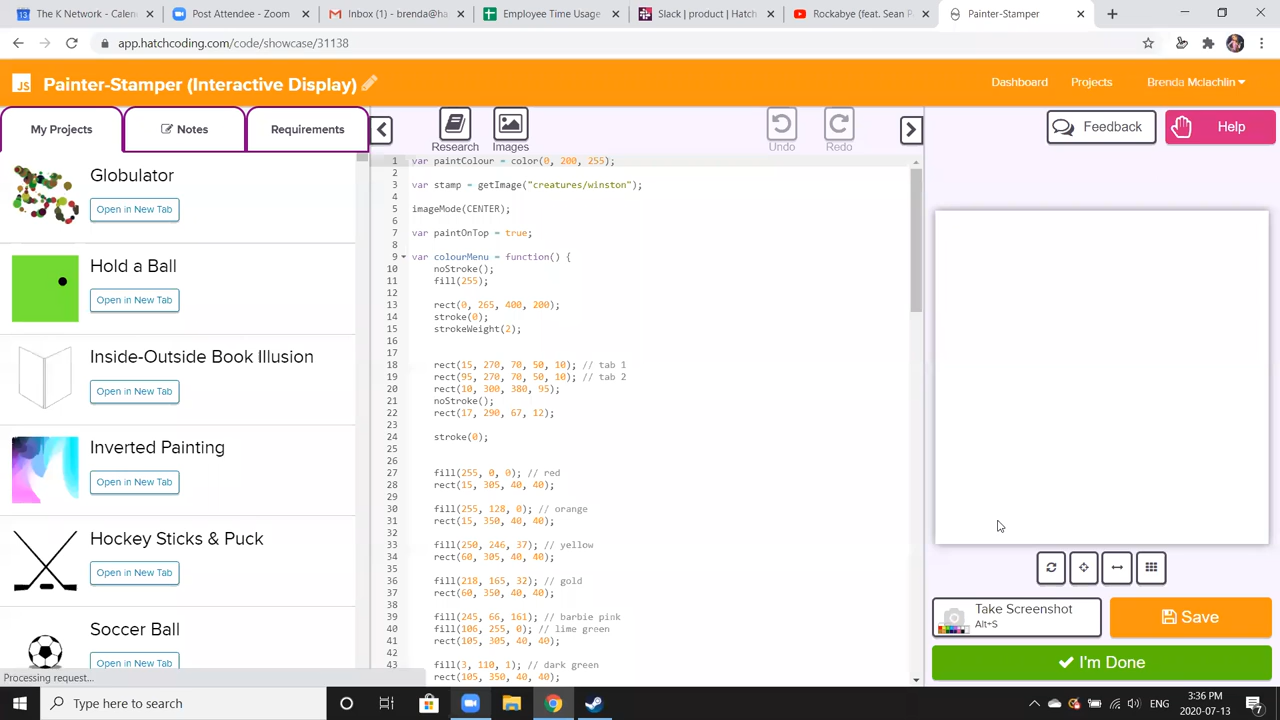 The K Network - Calen
Post Attendee - Zoom
Inbox (1) - brenda@ha
Employee Time Usage
Slack | product | Hatch
Rockabye (feat. Sean P
Painter-Stamper
app.hatchcoding.com/code/showcase/31138
JS Painter-Stamper (Interactive Display)
Dashboard
Projects
Brenda Mclachlin
My Projects
Notes
Requirements
Research
Images
Undo
Redo
Feedback
Help
Globulator
Open in New Tab
Hold a Ball
Open in New Tab
Inside-Outside Book Illusion
Open in New Tab
Inverted Painting
Open in New Tab
Hockey Sticks & Puck
Open in New Tab
Soccer Ball
Open in New Tab
1 var paintColour = color(0, 200, 255);
2
3 var stamp = getImage("creatures/winston");
4
5 imageMode(CENTER);
6
7 var paintOnTop = true;
8
9 var colourMenu = function() {
10 noStroke();
11 fill(255);
12
13 rect(0, 265, 400, 200);
14 stroke(0);
15 strokeWeight(2);
16
17
18 rect(15, 270, 70, 50, 10); // tab 1
19 rect(95, 270, 70, 50, 10); // tab 2
20 rect(10, 300, 380, 95);
21 noStroke();
22 rect(17, 290, 67, 12);
23
24 stroke(0);
25
26
27 fill(255, 0, 0); // red
28 rect(15, 305, 40, 40);
29
30 fill(255, 128, 0); // orange
31 rect(15, 350, 40, 40);
32
33 fill(250, 246, 37); // yellow
34 rect(60, 305, 40, 40);
35
36 fill(218, 165, 32); // gold
37 rect(60, 350, 40, 40);
38
39 fill(245, 66, 161); // barbie pink
40 fill(106, 255, 0); // lime green
41 rect(105, 305, 40, 40);
42
43 fill(3, 110, 1); // dark green
44 rect(105, 350, 40, 40);
Take Screenshot
Alt+S
Save
I'm Done
Processing request...
Type here to search
ENG
3:36 PM
2020-07-13
7